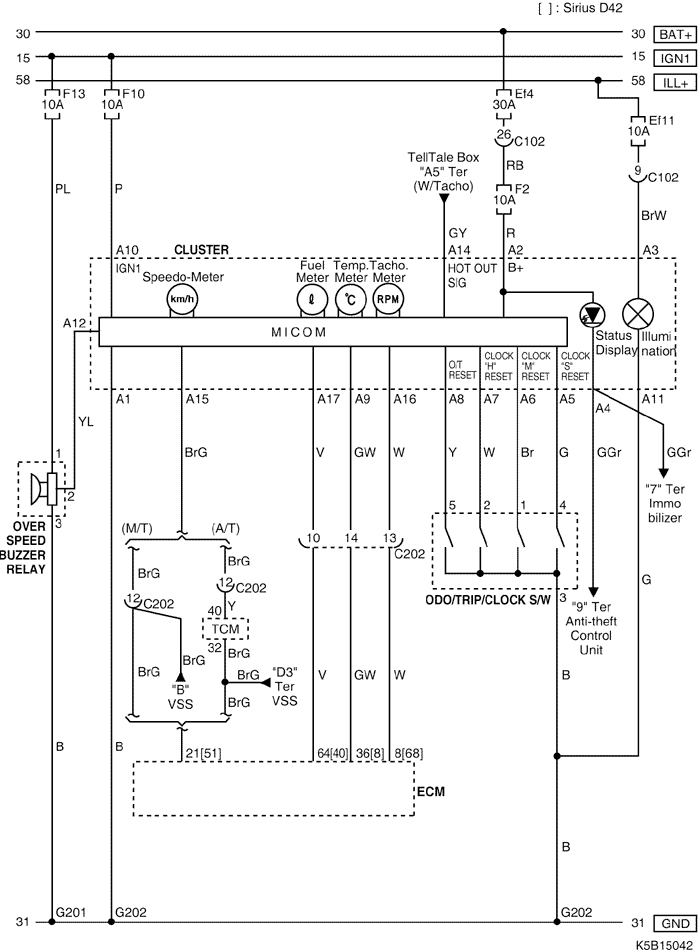 [ ] : Sirius D42
30
30
BAT+
15
15
IGN1
58
58
ILL+
F13
10A
F10
10A
Ef4
30A
Ef11
10A
26
C102
TellTale Box
"A5" Ter
(W/Tacho)
RB
F2
10A
9
C102
PL
P
BrW
GY
R
A10
CLUSTER
A14
A2
A3
IGN1
Speedo-Meter
km/h
Fuel
Meter
ℓ
Temp.
Meter
℃
Tacho.
Meter
RPM
HOT OUT
SIG
B+
A12
MICOM
Status
Display
Illumi
nation
O/T
RESET
CLOCK
"H"
RESET
CLOCK
"M"
RESET
CLOCK
"S"
RESET
A1
A15
A17
A9
A16
A8
A7
A6
A5
A4
A11
YL
BrG
V
GW
W
Y
W
Br
G
GGr
GGr
1
2
3
OVER
SPEED
BUZZER
RELAY
"7" Ter
Immo
bilizer
5
2
1
4
(M/T)
(A/T)
10
14
13
C202
BrG
BrG
12
C202
12
C202
Y
40
TCM
32
ODO/TRIP/CLOCK S/W
3
G
"9" Ter
Anti-theft
Control
Unit
BrG
BrG
BrG
BrG
BrG
"B"
VSS
"D3"
Ter
VSS
V
GW
W
B
B
B
21[51]
64[40]
36[8]
8[68]
ECM
B
31
G201
G202
G202
31
GND
K5B15042